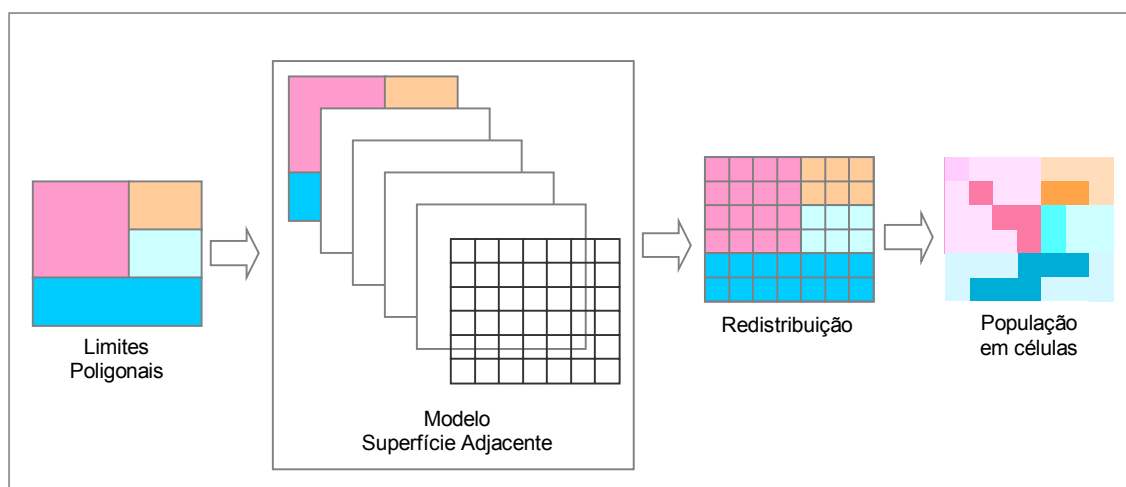 Limites
Poligonais
Modelo
Superfície Adjacente
Redistribuição
População
em células